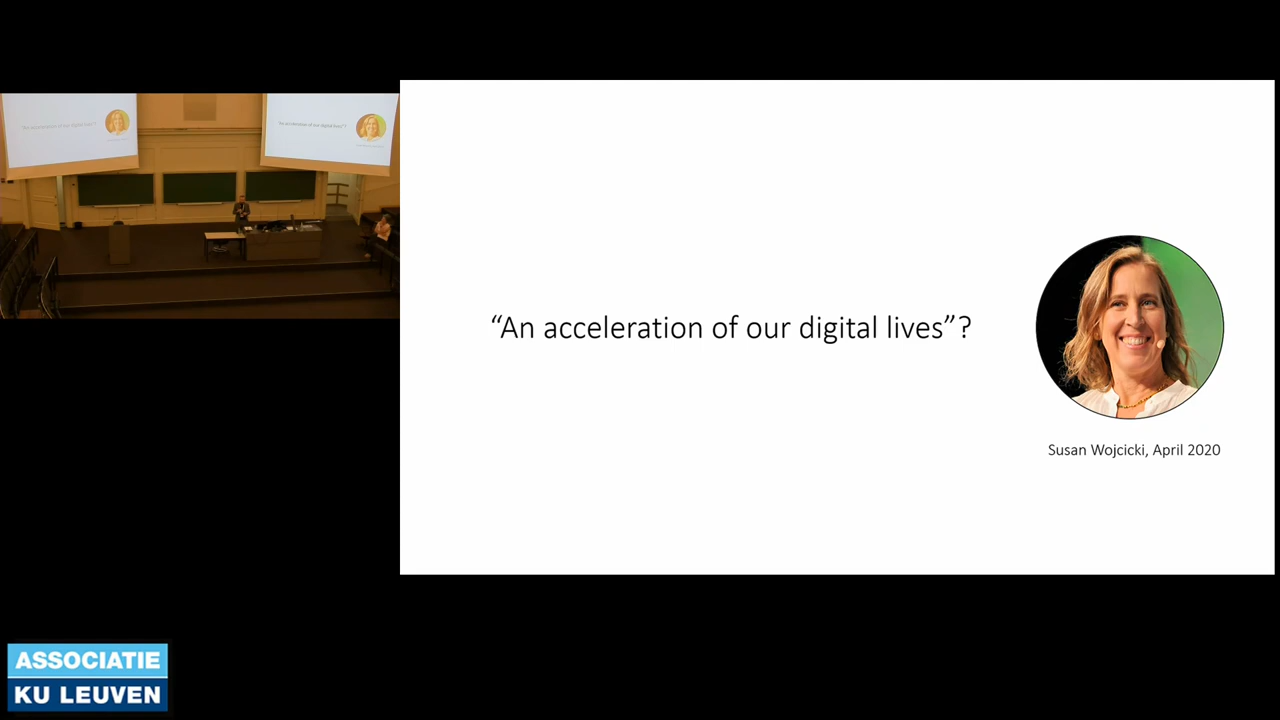 “An acceleration of our digital lives”?
Susan Wojcicki, April 2020
ASSOCIATIE
KU LEUVEN